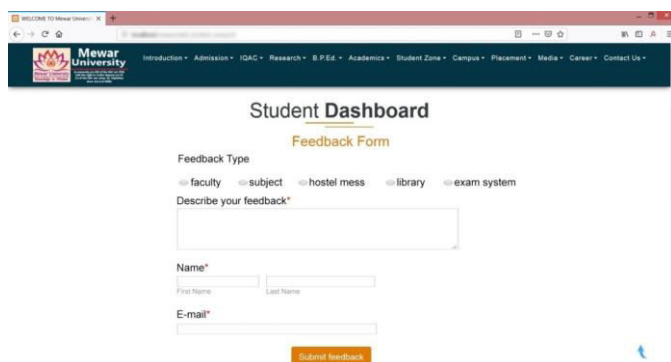 WELCOME TO Mewar Universi
Mewar
University
Introduction Admission IQAC Research B.P.Ed. Academics Student Zone Campus Placement Media Career Contact Us
Student Dashboard
Feedback Form
Feedback Type
faculty subject hostel mess library exam system
Describe your feedback*
Name*
First Name Last Name
E-mail*
Submit feedback